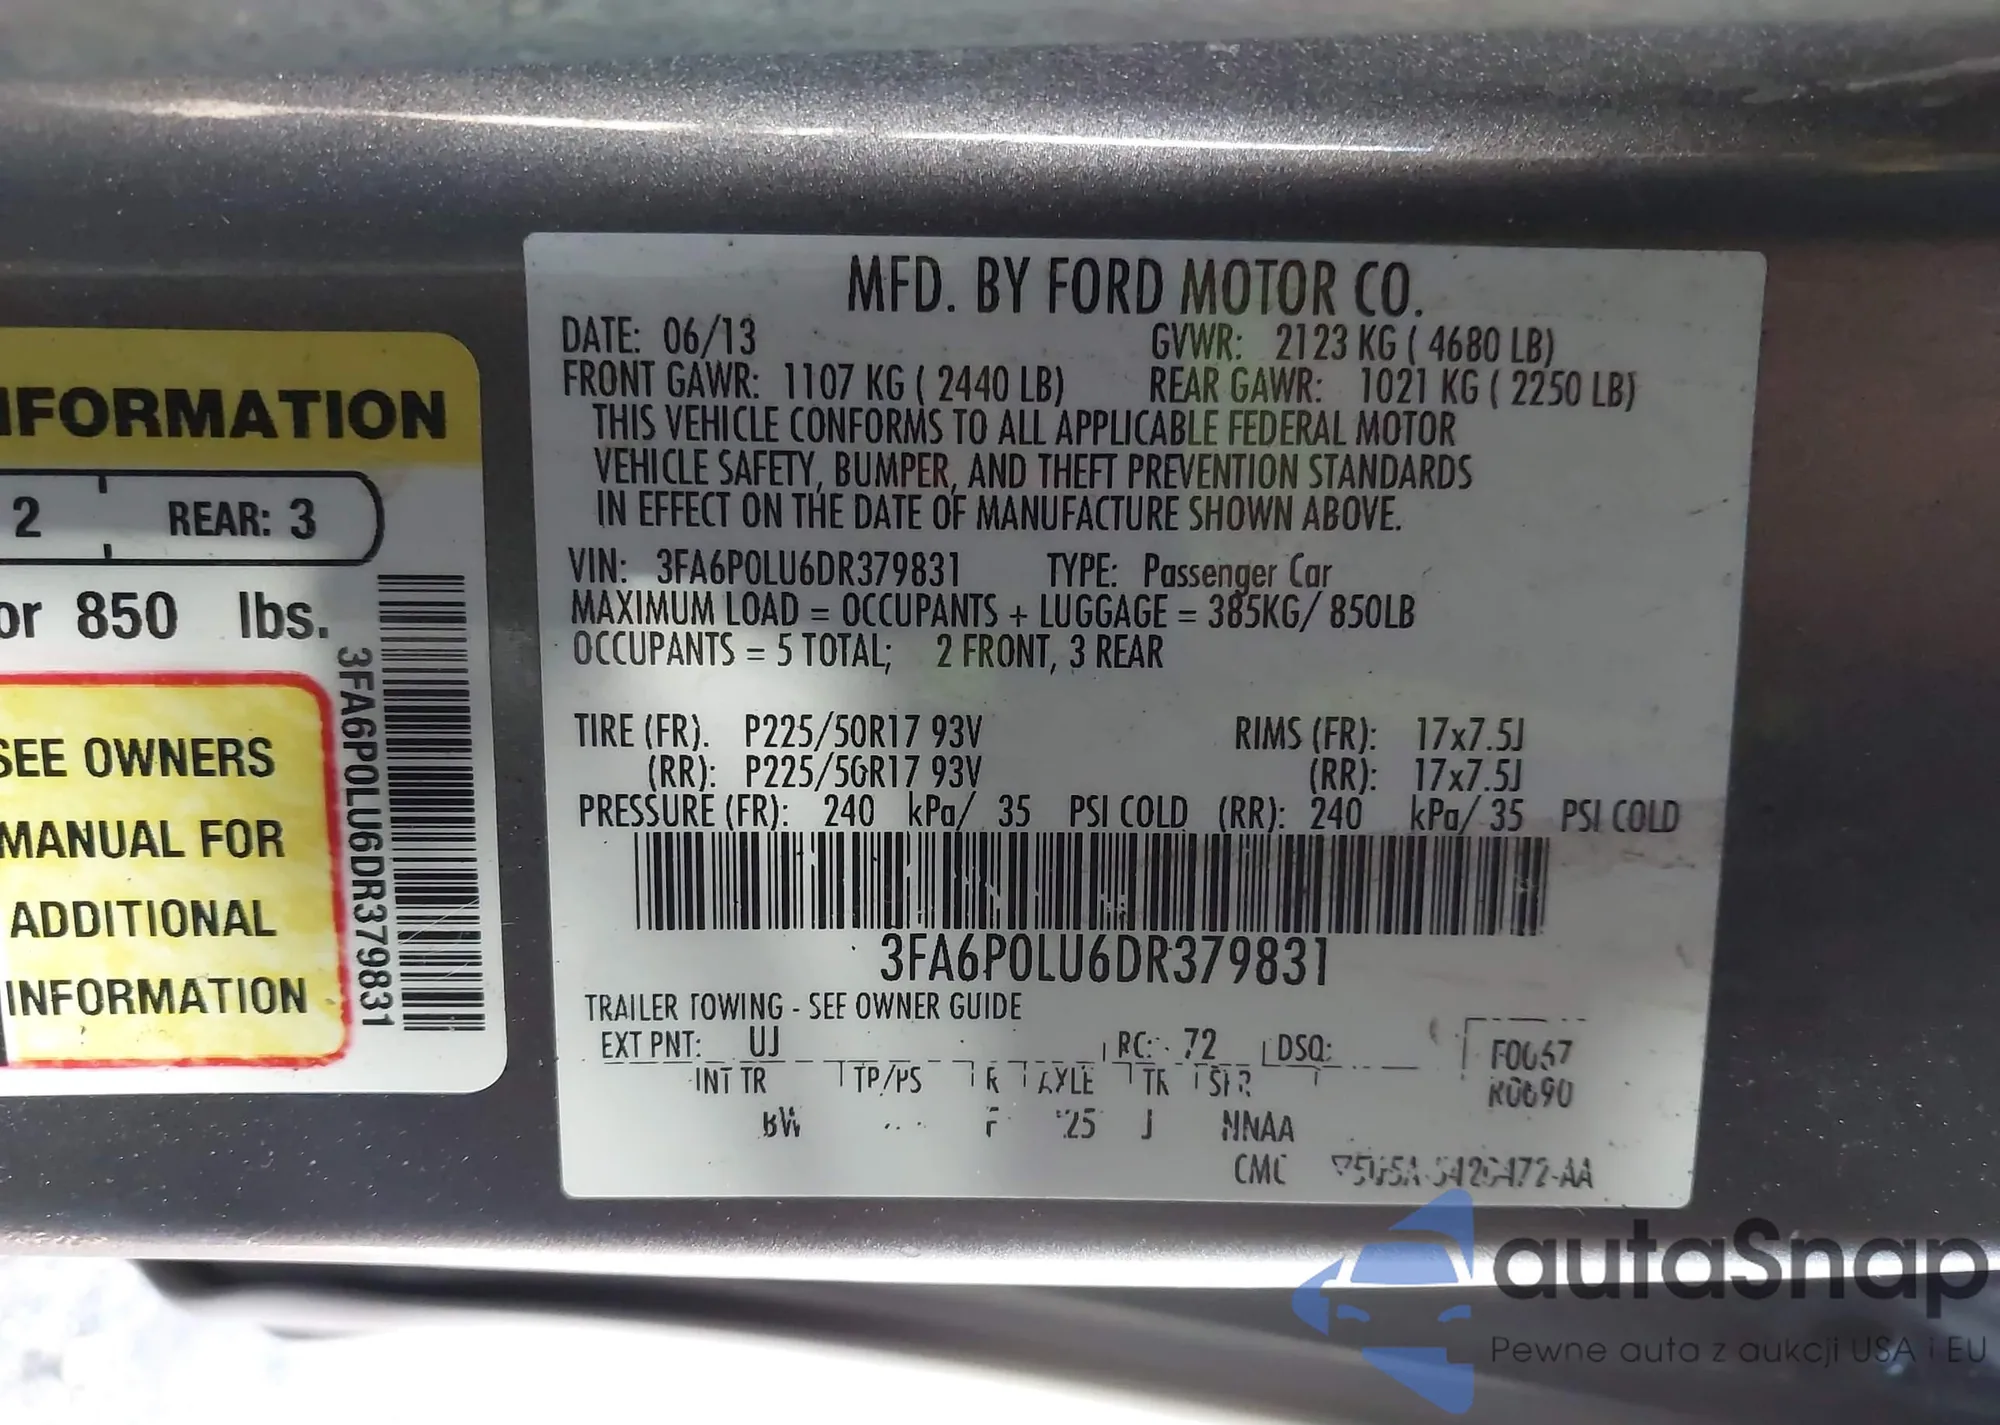 INFORMATION
2 REAR: 3
or 850 lbs.
SEE OWNERS
MANUAL FOR
ADDITIONAL
INFORMATION
3FA6P0LU6DR379831
MFD. BY FORD MOTOR CO.
DATE: 06/13 GVWR: 2123 KG ( 4680 LB)
FRONT GAWR: 1107 KG ( 2440 LB) REAR GAWR: 1021 KG ( 2250 LB)
THIS VEHICLE CONFORMS TO ALL APPLICABLE FEDERAL MOTOR
VEHICLE SAFETY, BUMPER, AND THEFT PREVENTION STANDARDS
IN EFFECT ON THE DATE OF MANUFACTURE SHOWN ABOVE.
VIN: 3FA6P0LU6DR379831 TYPE: Passenger Car
MAXIMUM LOAD = OCCUPANTS + LUGGAGE = 385KG/ 850LB
OCCUPANTS = 5 TOTAL; 2 FRONT, 3 REAR
TIRE (FR): P225/50R17 93V RIMS (FR): 17x7.5J
(RR): P225/50R17 93V (RR): 17x7.5J
PRESSURE (FR): 240 kPa/ 35 PSI COLD (RR): 240 kPa/ 35 PSI COLD
3FA6P0LU6DR379831
TRAILER TOWING - SEE OWNER GUIDE
EXT PNT: UJ RC: 72 DSO:
INT TR TP/PS R AXLE TR SPR
J NNAA
CMC
autaSnap
Pewne auta z aukcji USA i EU